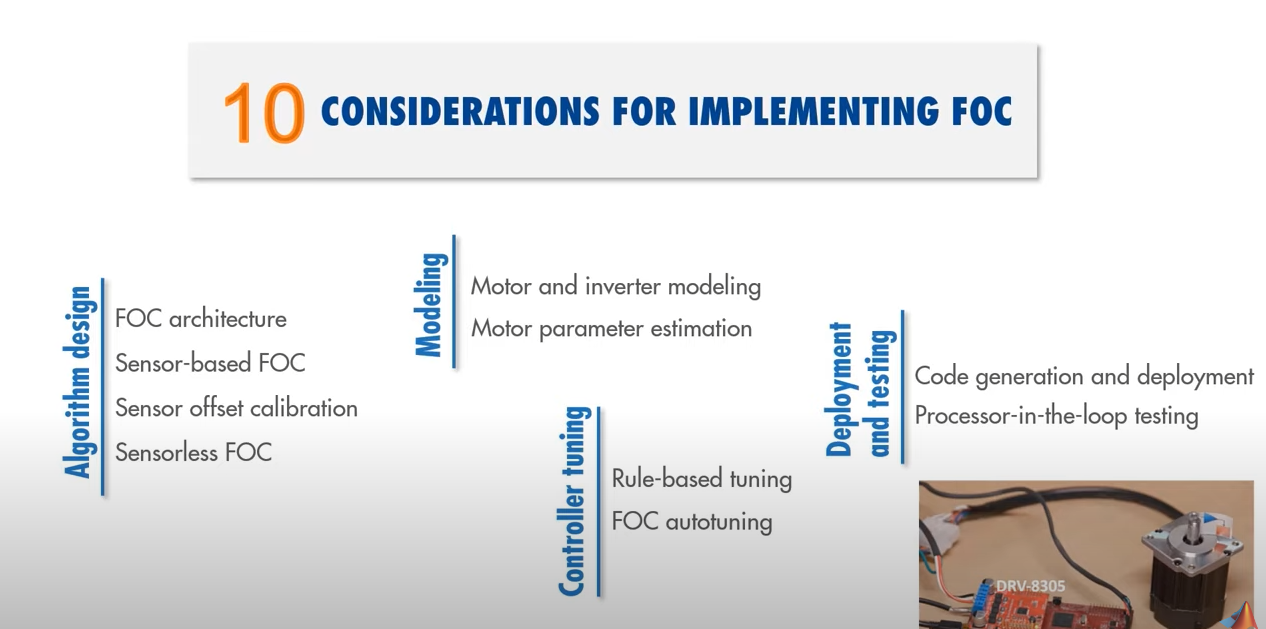 10 CONSIDERATIONS FOR IMPLEMENTING FOC
Algorithm design
FOC architecture
Sensor-based FOC
Sensor offset calibration
Sensorless FOC
Modeling
Motor and inverter modeling
Motor parameter estimation
Controller tuning
Rule-based tuning
FOC autotuning
Deployment
and testing
Code generation and deployment
Processor-in-the-loop testing
DRV-8305